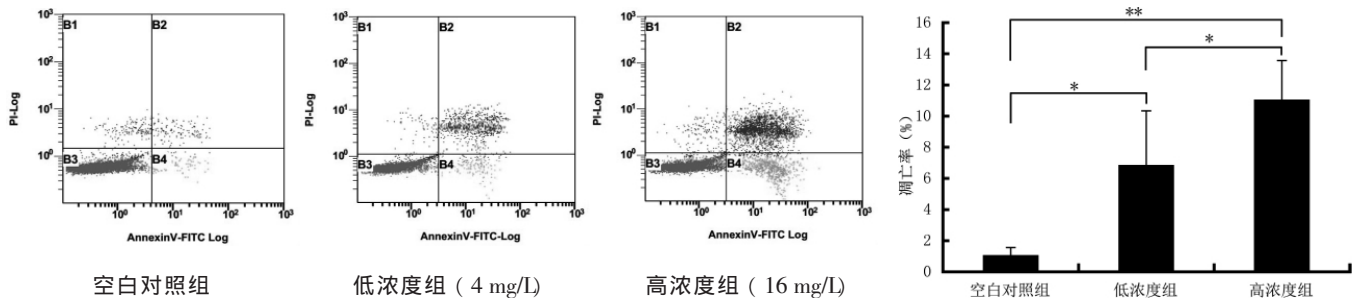 10³
B1
B2
10²
PI-Log
10¹
10⁰
B3
B4
10⁰
10¹
10²
10³
AnnexinV-FITC Log
空白对照组
10³
B1
B2
10²
PI-Log
10¹
10⁰
B3
B4
10⁰
10¹
10²
10³
AnnexinV-FITC-Log
低浓度组 ( 4 mg/L)
10³
B1
B2
10²
PI-Log
10¹
10⁰
B3
B4
10⁰
10¹
10²
10³
AnnexinV-FITC Log
高浓度组 ( 16 mg/L)
凋亡率 (%)
16
14
12
10
8
6
4
2
0
**
*
*
空白对照组
低浓度组
高浓度组